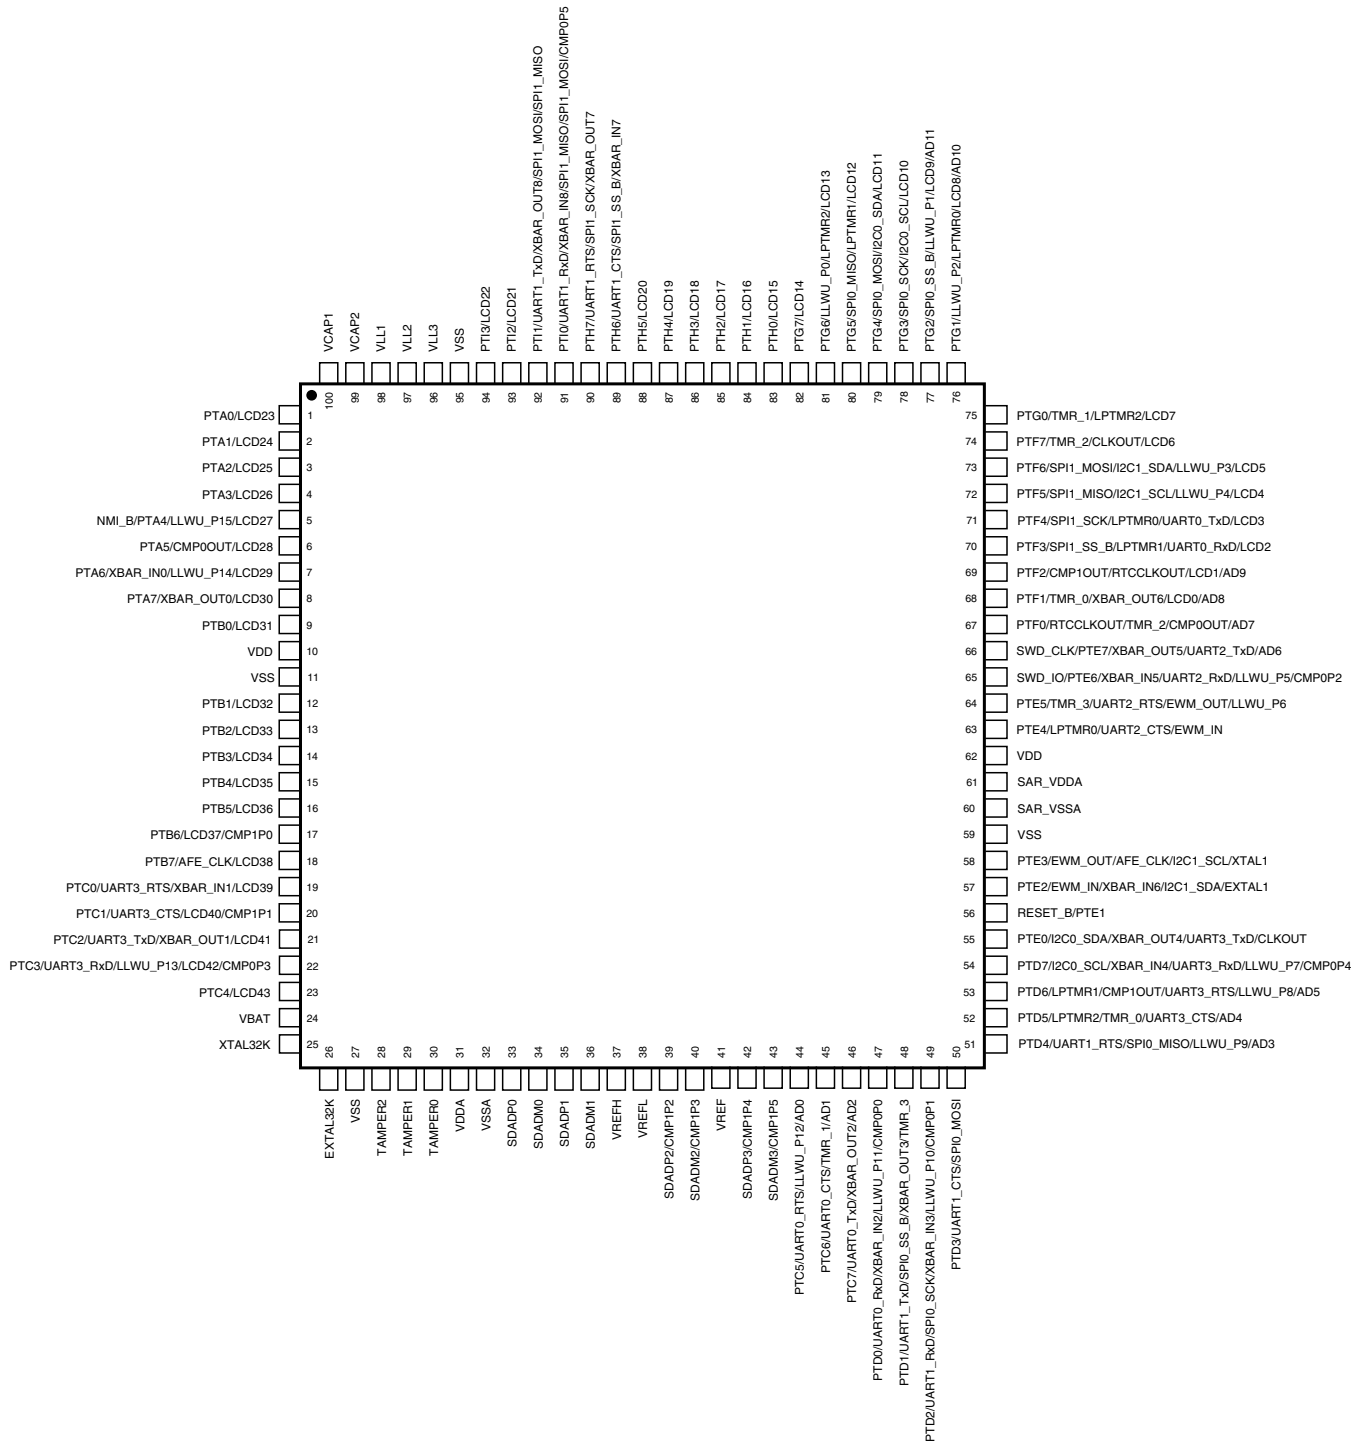 VCAP1
VCAP2
VLL1
VLL2
VLL3
VSS
PTI3/LCD22
PTI2/LCD21
PTI1/UART1_TxD/XBAR_OUT8/SPI1_MOSI/SPI1_MISO
PTI0/UART1_RxD/XBAR_IN8/SPI1_MISO/SPI1_MOSI/CMP0P5
PTH7/UART1_RTS/SPI1_SCK/XBAR_OUT7
PTH6/UART1_CTS/SPI1_SS_B/XBAR_IN7
PTH5/LCD20
PTH4/LCD19
PTH3/LCD18
PTH2/LCD17
PTH1/LCD16
PTH0/LCD15
PTG7/LCD14
PTG6/LLWU_P0/LPTMR2/LCD13
PTG5/SPI0_MISO/LPTMR1/LCD12
PTG4/SPI0_MOSI/I2C0_SDA/LCD11
PTG3/SPI0_SCK/I2C0_SCL/LCD10
PTG2/SPI0_SS_B/LLWU_P1/LCD9/AD11
PTG1/LLWU_P2/LPTMR0/LCD8/AD10
100
99
98
97
96
95
94
93
92
91
90
89
88
87
86
85
84
83
82
81
80
79
78
77
76
PTA0/LCD23 1
PTA1/LCD24 2
PTA2/LCD25 3
PTA3/LCD26 4
NMI_B/PTA4/LLWU_P15/LCD27 5
PTA5/CMP0OUT/LCD28 6
PTA6/XBAR_IN0/LLWU_P14/LCD29 7
PTA7/XBAR_OUT0/LCD30 8
PTB0/LCD31 9
VDD 10
VSS 11
PTB1/LCD32 12
PTB2/LCD33 13
PTB3/LCD34 14
PTB4/LCD35 15
PTB5/LCD36 16
PTB6/LCD37/CMP1P0 17
PTB7/AFE_CLK/LCD38 18
PTC0/UART3_RTS/XBAR_IN1/LCD39 19
PTC1/UART3_CTS/LCD40/CMP1P1 20
PTC2/UART3_TxD/XBAR_OUT1/LCD41 21
PTC3/UART3_RxD/LLWU_P13/LCD42/CMP0P3 22
PTC4/LCD43 23
VBAT 24
XTAL32K 25
75 PTG0/TMR_1/LPTMR2/LCD7
74 PTF7/TMR_2/CLKOUT/LCD6
73 PTF6/SPI1_MOSI/I2C1_SDA/LLWU_P3/LCD5
72 PTF5/SPI1_MISO/I2C1_SCL/LLWU_P4/LCD4
71 PTF4/SPI1_SCK/LPTMR0/UART0_TxD/LCD3
70 PTF3/SPI1_SS_B/LPTMR1/UART0_RxD/LCD2
69 PTF2/CMP1OUT/RTCCLKOUT/LCD1/AD9
68 PTF1/TMR_0/XBAR_OUT6/LCD0/AD8
67 PTF0/RTCCLKOUT/TMR_2/CMP0OUT/AD7
66 SWD_CLK/PTE7/XBAR_OUT5/UART2_TxD/AD6
65 SWD_IO/PTE6/XBAR_IN5/UART2_RxD/LLWU_P5/CMP0P2
64 PTE5/TMR_3/UART2_RTS/EWM_OUT/LLWU_P6
63 PTE4/LPTMR0/UART2_CTS/EWM_IN
62 VDD
61 SAR_VDDA
60 SAR_VSSA
59 VSS
58 PTE3/EWM_OUT/AFE_CLK/I2C1_SCL/XTAL1
57 PTE2/EWM_IN/XBAR_IN6/I2C1_SDA/EXTAL1
56 RESET_B/PTE1
55 PTE0/I2C0_SDA/XBAR_OUT4/UART3_TxD/CLKOUT
54 PTD7/I2C0_SCL/XBAR_IN4/UART3_RxD/LLWU_P7/CMP0P4
53 PTD6/LPTMR1/CMP1OUT/UART3_RTS/LLWU_P8/AD5
52 PTD5/LPTMR2/TMR_0/UART3_CTS/AD4
51 PTD4/UART1_RTS/SPI0_MISO/LLWU_P9/AD3
26
27
28
29
30
31
32
33
34
35
36
37
38
39
40
41
42
43
44
45
46
47
48
49
50
EXTAL32K
VSS
TAMPER2
TAMPER1
TAMPER0
VDDA
VSSA
SDADP0
SDADM0
SDADP1
SDADM1
VREFH
VREFL
SDADP2/CMP1P2
SDADM2/CMP1P3
VREF
SDADP3/CMP1P4
SDADM3/CMP1P5
PTC5/UART0_RTS/LLWU_P12/AD0
PTC6/UART0_CTS/TMR_1/AD1
PTC7/UART0_TxD/XBAR_OUT2/AD2
PTD0/UART0_RxD/XBAR_IN2/LLWU_P11/CMP0P0
PTD1/UART1_TxD/SPI0_SS_B/XBAR_OUT3/TMR_3
PTD2/UART1_RxD/SPI0_SCK/XBAR_IN3/LLWU_P10/CMP0P1
PTD3/UART1_CTS/SPI0_MOSI